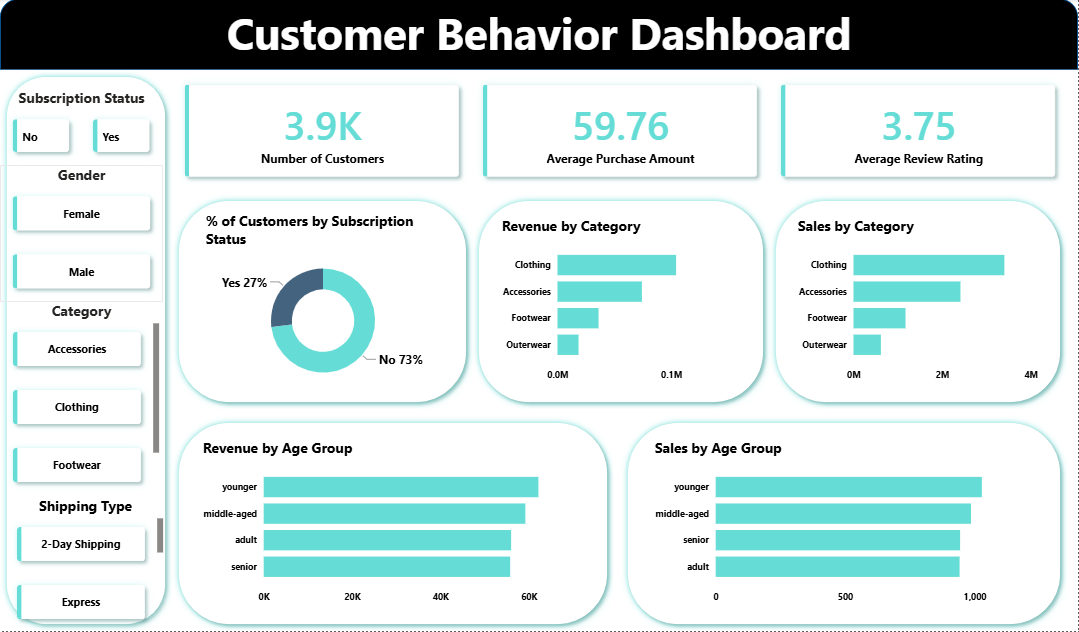 Customer Behavior Dashboard
Subscription Status
No
Yes
Gender
Female
Male
Category
Accessories
Clothing
Footwear
Shipping Type
2-Day Shipping
Express
3.9K
Number of Customers
59.76
Average Purchase Amount
3.75
Average Review Rating
% of Customers by Subscription
Status
Yes 27%
No 73%
Revenue by Category
Clothing
Accessories
Footwear
Outerwear
0.0M
0.1M
Sales by Category
Clothing
Accessories
Footwear
Outerwear
0M
2M
4M
Revenue by Age Group
younger
middle-aged
adult
senior
0K
20K
40K
60K
Sales by Age Group
younger
middle-aged
senior
adult
0
500
1,000